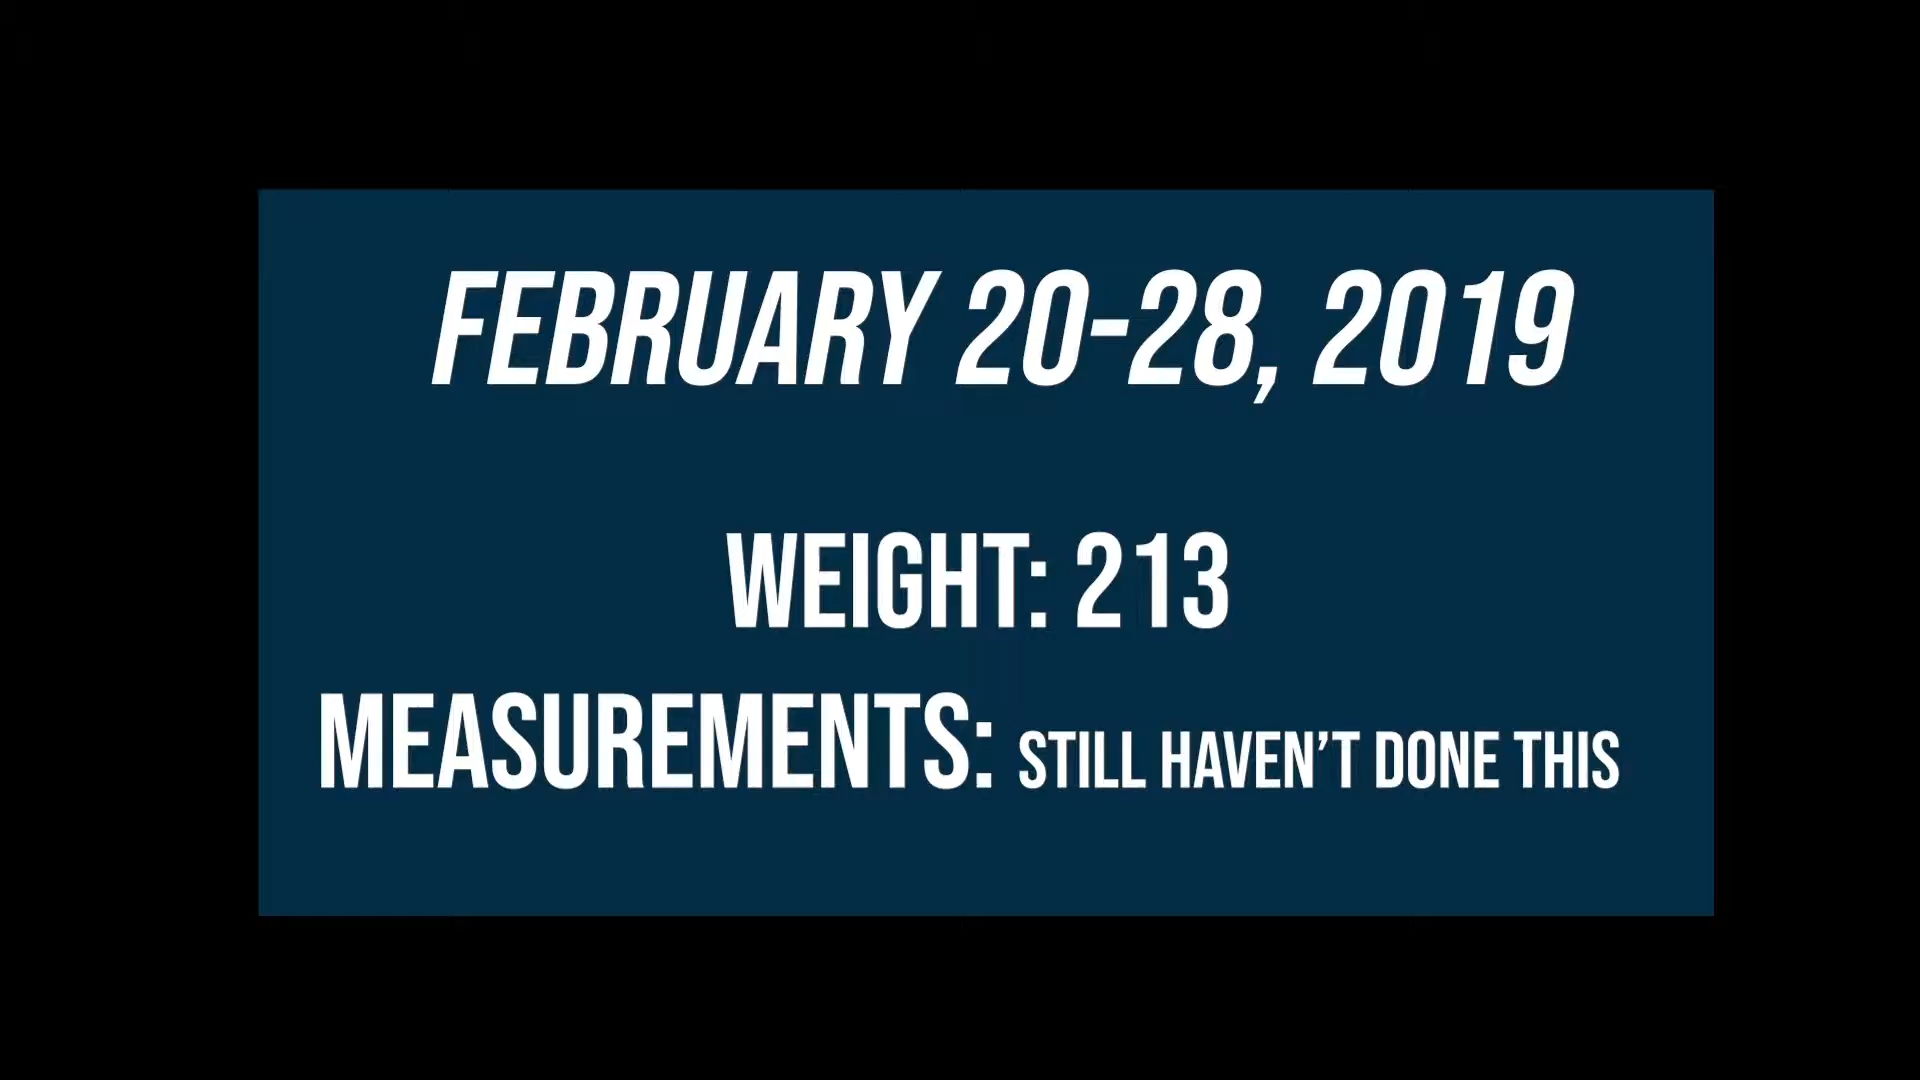 FEBRUARY 20-28, 2019
WEIGHT: 213
MEASUREMENTS: STILL HAVEN’T DONE THIS